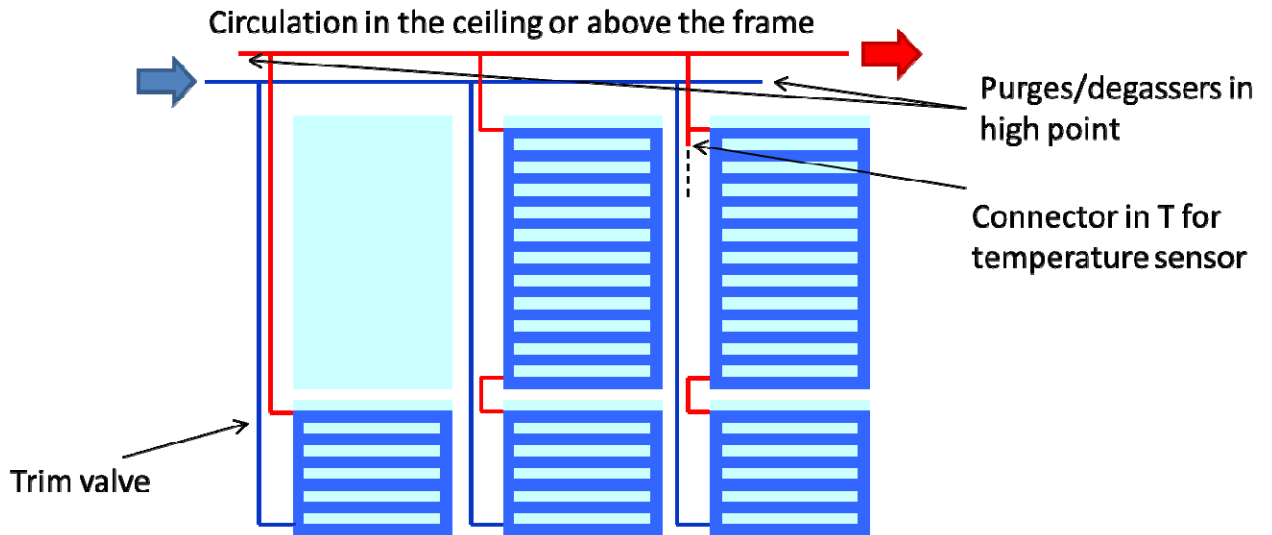 Circulation in the ceiling or above the frame
Purges/degassers in
high point
Connector in T for
temperature sensor
Trim valve